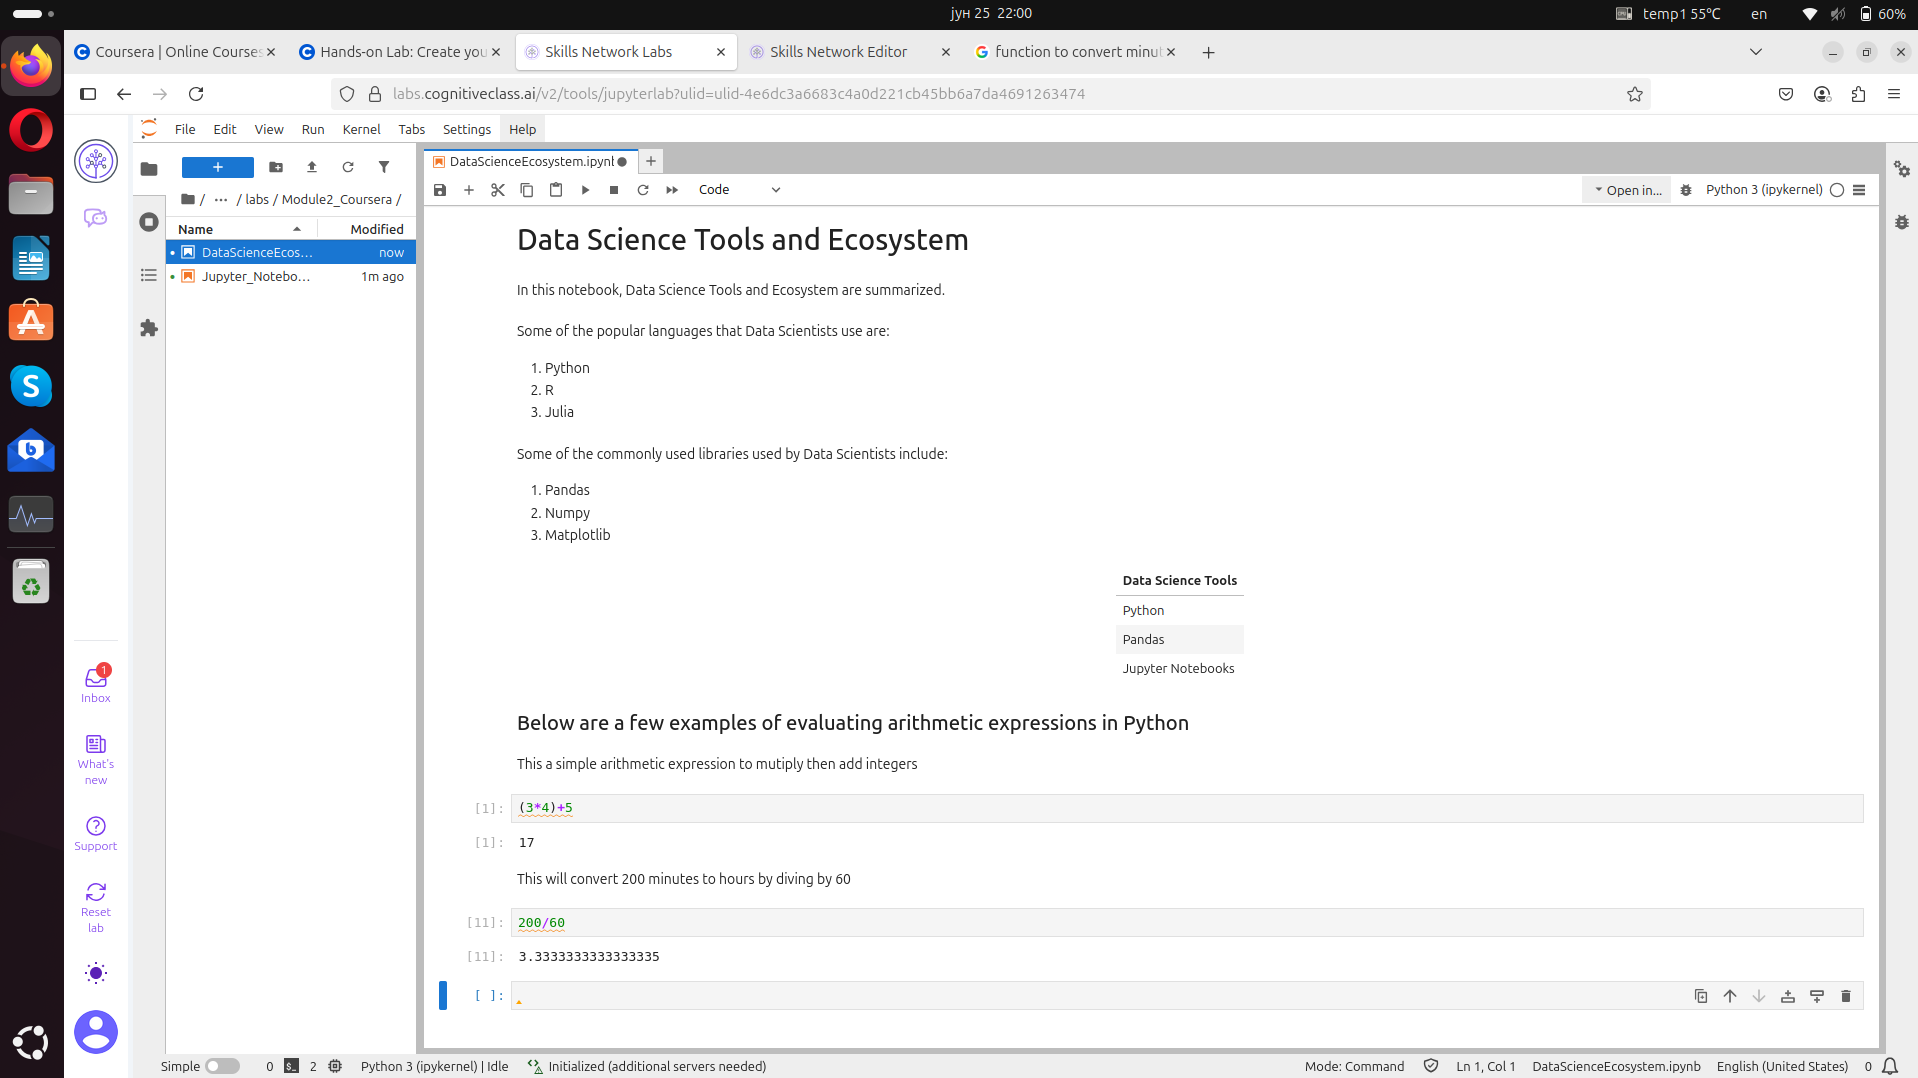 јун 25 22:00
temp1 55°C
en
60%
Coursera | Online Courses
Hands-on Lab: Create you
Skills Network Labs
Skills Network Editor
function to convert minut
labs.cognitiveclass.ai/v2/tools/jupyterlab?ulid=ulid-4e6dc3a6683c4a0d221cb45bb6a7da4691263474
File Edit View Run Kernel Tabs Settings Help
DataScienceEcosystem.ipynb
Code
Open in...
Python 3 (ipykernel)
/ ··· / labs / Module2_Coursera /
Name Modified
DataScienceEcos... now
Jupyter_Notebo... 1m ago
Inbox
1
What's
new
Support
Reset
lab
Data Science Tools and Ecosystem
In this notebook, Data Science Tools and Ecosystem are summarized.
Some of the popular languages that Data Scientists use are:
1. Python
2. R
3. Julia
Some of the commonly used libraries used by Data Scientists include:
1. Pandas
2. Numpy
3. Matplotlib
Data Science Tools
Python
Pandas
Jupyter Notebooks
Below are a few examples of evaluating arithmetic expressions in Python
This a simple arithmetic expression to mutiply then add integers
[1]: (3*4)+5
[1]: 17
This will convert 200 minutes to hours by diving by 60
[11]: 200/60
[11]: 3.3333333333333335
[ ]:
Simple 0 2 Python 3 (ipykernel) | Idle Initialized (additional servers needed)
Mode: Command Ln 1, Col 1 DataScienceEcosystem.ipynb English (United States) 0